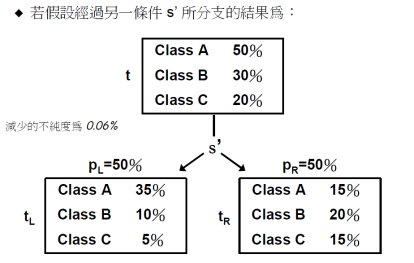 ◆ 若假設經過另一條件 s' 所分支的結果為：
Class A 50%
t Class B 30%
Class C 20%
減少的不純度為 0.06%
s'
pL=50% pR=50%
Class A 35% Class A 15%
tL Class B 10% tR Class B 20%
Class C 5% Class C 15%